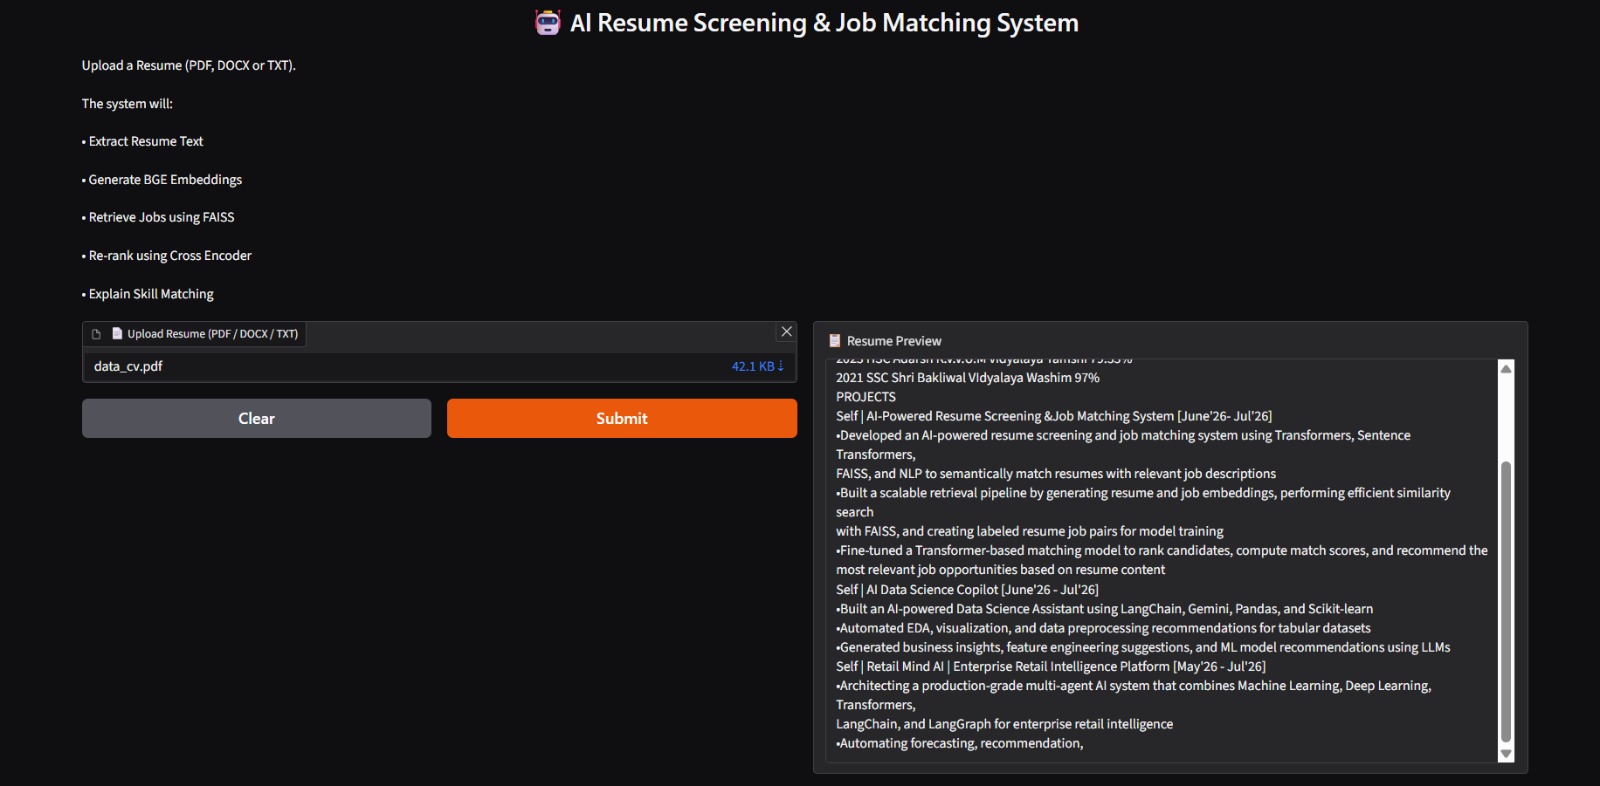 AI Resume Screening & Job Matching System
Upload a Resume (PDF, DOCX or TXT).
The system will:
• Extract Resume Text
• Generate BGE Embeddings
• Retrieve Jobs using FAISS
• Re-rank using Cross Encoder
• Explain Skill Matching
Upload Resume (PDF / DOCX / TXT)
data_cv.pdf 42.1 KB ↓
Clear
Submit
Resume Preview
2021 SSC Shri Bakliwal VIdyalaya Washim 97%
PROJECTS
Self | AI-Powered Resume Screening &Job Matching System [June'26- Jul'26]
•Developed an AI-powered resume screening and job matching system using Transformers, Sentence
Transformers,
FAISS, and NLP to semantically match resumes with relevant job descriptions
•Built a scalable retrieval pipeline by generating resume and job embeddings, performing efficient similarity
search
with FAISS, and creating labeled resume job pairs for model training
•Fine-tuned a Transformer-based matching model to rank candidates, compute match scores, and recommend the
most relevant job opportunities based on resume content
Self | AI Data Science Copilot [June'26 - Jul'26]
•Built an AI-powered Data Science Assistant using LangChain, Gemini, Pandas, and Scikit-learn
•Automated EDA, visualization, and data preprocessing recommendations for tabular datasets
•Generated business insights, feature engineering suggestions, and ML model recommendations using LLMs
Self | Retail Mind AI | Enterprise Retail Intelligence Platform [May'26 - Jul'26]
•Architecting a production-grade multi-agent AI system that combines Machine Learning, Deep Learning,
Transformers,
LangChain, and LangGraph for enterprise retail intelligence
•Automating forecasting, recommendation,